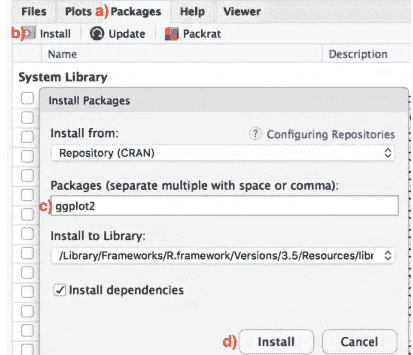 Files Plots a) Packages Help Viewer
b) Install Update Packrat
Name Description
System Library
Install Packages
Install from: ? Configuring Repositories
Repository (CRAN)
Packages (separate multiple with space or comma):
c) ggplot2
Install to Library:
/Library/Frameworks/R.framework/Versions/3.5/Resources/libr
Install dependencies
d) Install Cancel